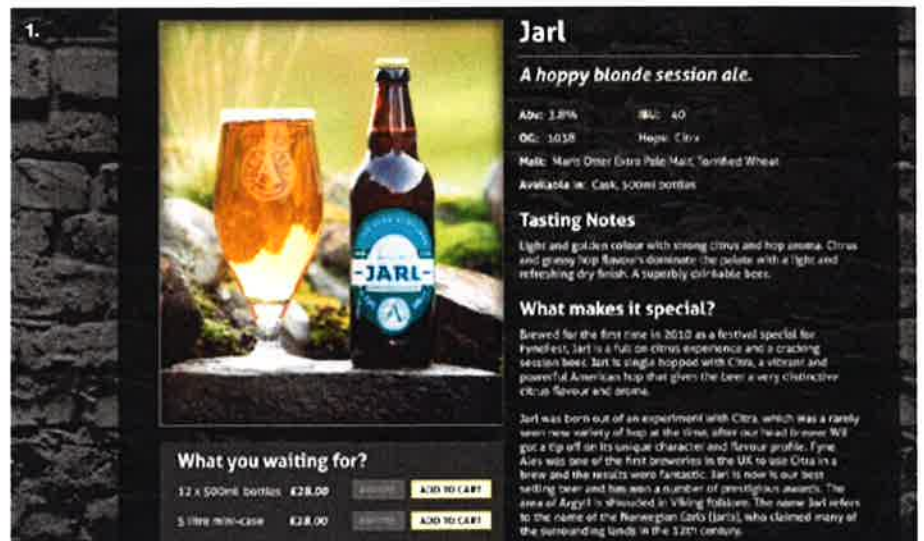 1.
JARL
What you waiting for?
12 x 500ml bottles £28.00 ADD TO CART
5 litre mini-case £28.00 ADD TO CART
Jarl
A hoppy blonde session ale.
Abv: 3.8% IBU: 40
OG: 1038 Hops: Citra
Malt: Maris Otter Extra Pale Malt, Torrified Wheat
Available in: Cask, 500ml bottles
Tasting Notes
Light and golden colour with strong citrus and hop aroma. Citrus
and grassy hop flavours dominate the palate with a light and
refreshing dry finish. A superbly drinkable beer.
What makes it special?
Brewed for the first time in 2010 as a festival special for
FyneFest, Jarl is a full on citrus experience and a cracking
session beer. Jarl is single hopped with Citra, a vibrant and
powerful American hop that gives the beer a very distinctive
citrus flavour and aroma.
Jarl was born out of an experiment with Citra, which was a rarely
seen new variety of hop at the time, after our head brewer Wil
got a tip off on its unique character and flavour profile. Fyne
Ales was one of the first breweries in the UK to use Citra in a
brew and the results were fantastic. Jarl is now is our best
selling beer and has won a number of prestigious awards. The
area of Argyll is shrouded in Viking folklore. The name Jarl refers
to the name of the Norwegian Earls (Jarls), who claimed many of
the surrounding lands in the 12th century.